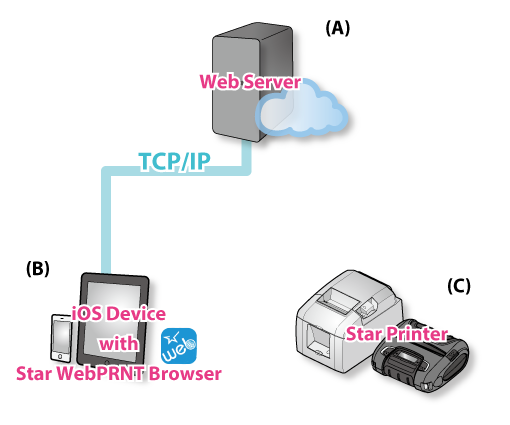 (A)
Web Server
TCP/IP
(B)
iOS Device
with
Star WebPRNT Browser
web
(C)
Star Printer